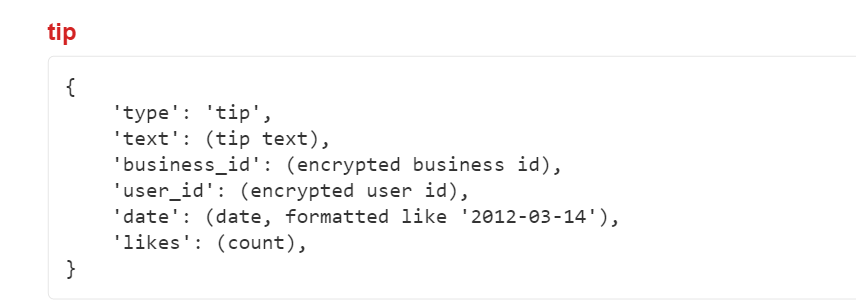 tip
{
    'type': 'tip',
    'text': (tip text),
    'business_id': (encrypted business id),
    'user_id': (encrypted user id),
    'date': (date, formatted like '2012-03-14'),
    'likes': (count),
}